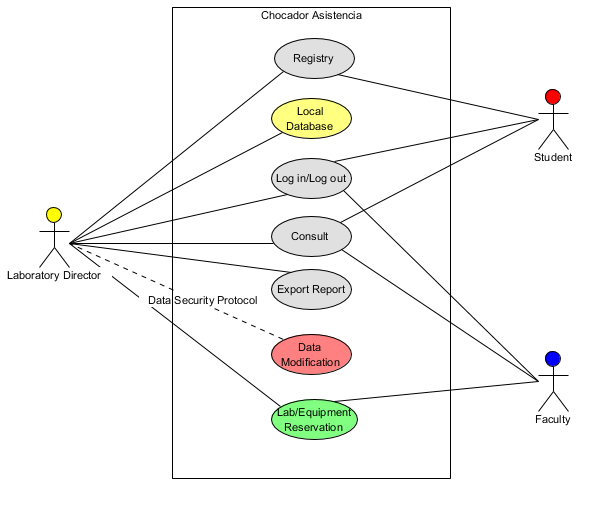 Chocador Asistencia
Registry
Local
Database
Log in/Log out
Student
Consult
Laboratory Director
Export Report
Data Security Protocol
Data
Modification
Lab/Equipment
Reservation
Faculty